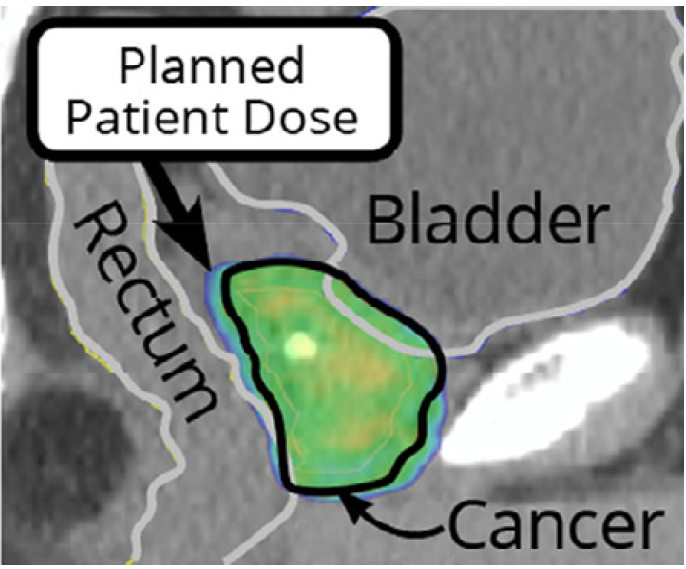 Planned
Patient Dose
Bladder
Rectum
Cancer